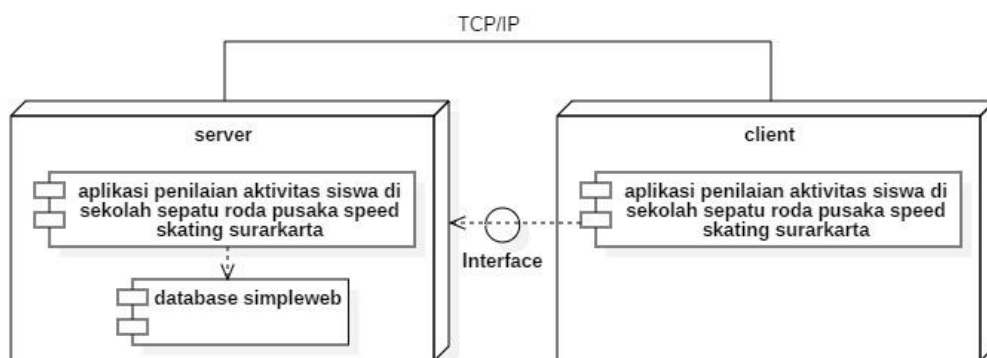 TCP/IP
server
aplikasi penilaian aktivitas siswa di
sekolah sepatu roda pusaka speed
skating surarkarta
database simpleweb
Interface
client
aplikasi penilaian aktivitas siswa di
sekolah sepatu roda pusaka speed
skating surarkarta